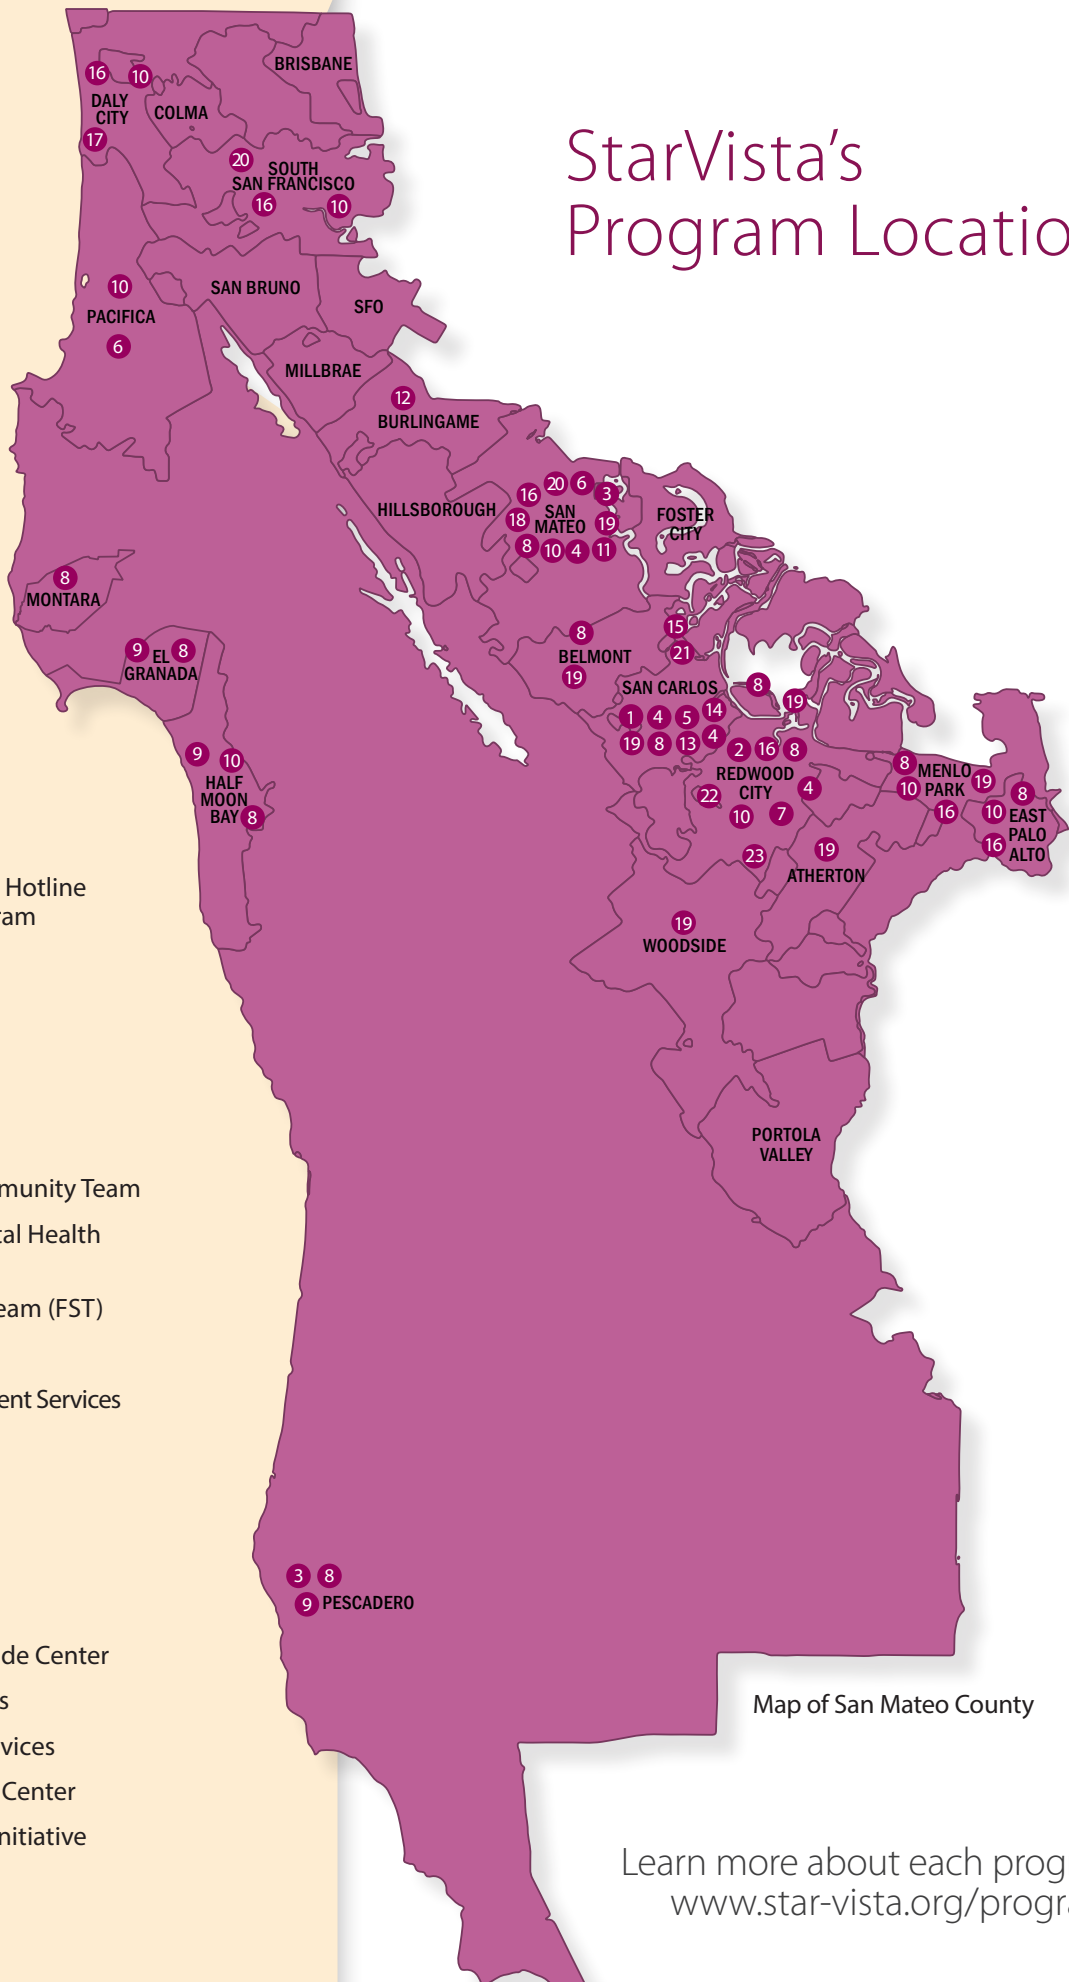 StarVista's
Program Locatio
BRISBANE
16 10
DALY
CITY
COLMA
17
20
SOUTH
SAN FRANCISCO
16 10
10
PACIFICA
6
SAN BRUNO
SFO
MILLBRAE
12
BURLINGAME
HILLSBOROUGH
16 20 6 3
18 SAN
MATEO 19
8 10 4 11
FOSTER
CITY
8
MONTARA
9 EL 8
GRANADA
8
BELMONT
19
15
21
SAN CARLOS
1 4 5 14
19 8 13 4
8
19
2 16 8
REDWOOD
CITY
22 4
10 7
23
9 10
HALF
MOON
BAY 8
8 MENLO 19
10 PARK
16
8
10 EAST
PALO
16 ALTO
19
ATHERTON
19
WOODSIDE
PORTOLA
VALLEY
3 8
9 PESCADERO
Hotline
ram
munity Team
tal Health
eam (FST)
ent Services
de Center
s
vices
Center
nitiative
Map of San Mateo County
Learn more about each prog
www.star-vista.org/progra